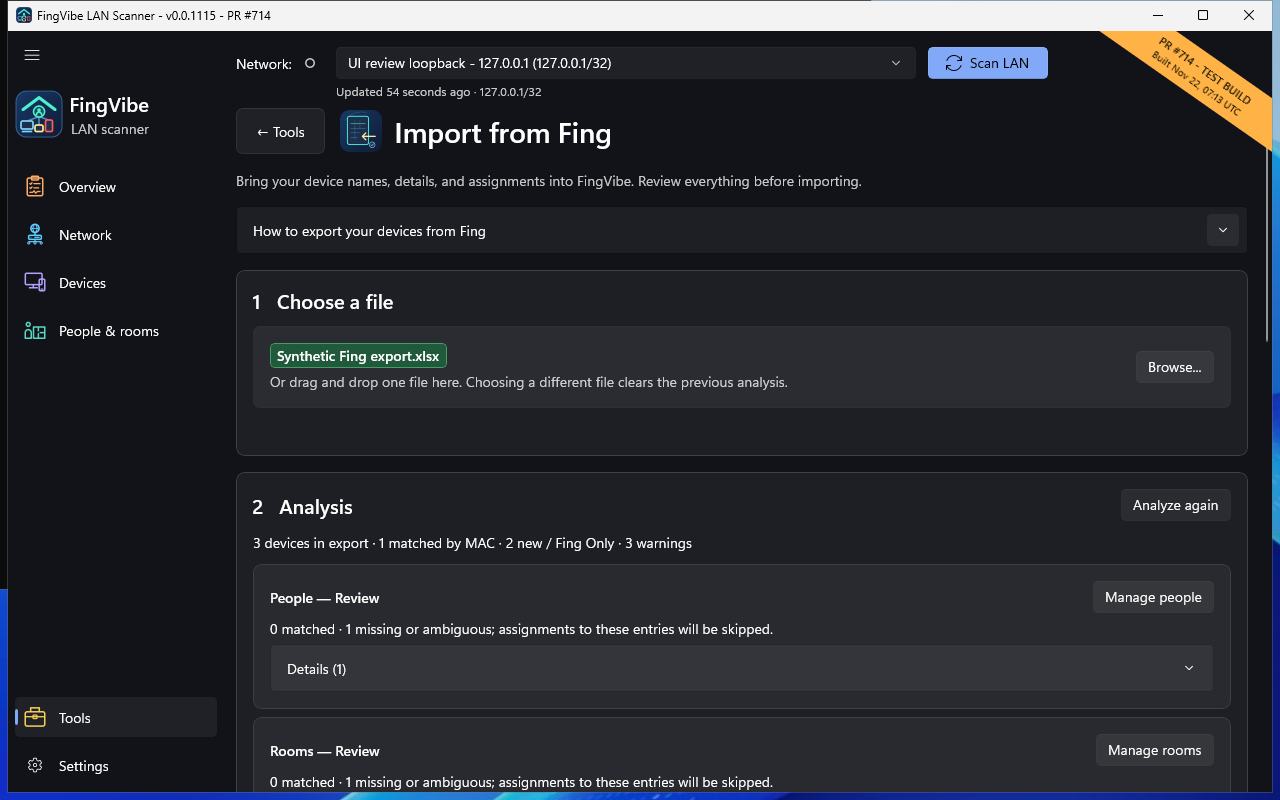 FingVibe LAN Scanner - v0.0.1115 - PR #714
PR #714 - TEST BUILD
Built Nov 22, 07:13 UTC
Network:
UI review loopback - 127.0.0.1 (127.0.0.1/32)
Scan LAN
Updated 54 seconds ago · 127.0.0.1/32
FingVibe
LAN scanner
Overview
Network
Devices
People & rooms
Tools
Settings
← Tools
Import from Fing
Bring your device names, details, and assignments into FingVibe. Review everything before importing.
How to export your devices from Fing
1 Choose a file
Synthetic Fing export.xlsx
Or drag and drop one file here. Choosing a different file clears the previous analysis.
Browse...
2 Analysis
Analyze again
3 devices in export · 1 matched by MAC · 2 new / Fing Only · 3 warnings
People — Review
Manage people
0 matched · 1 missing or ambiguous; assignments to these entries will be skipped.
Details (1)
Rooms — Review
Manage rooms
0 matched · 1 missing or ambiguous; assignments to these entries will be skipped.